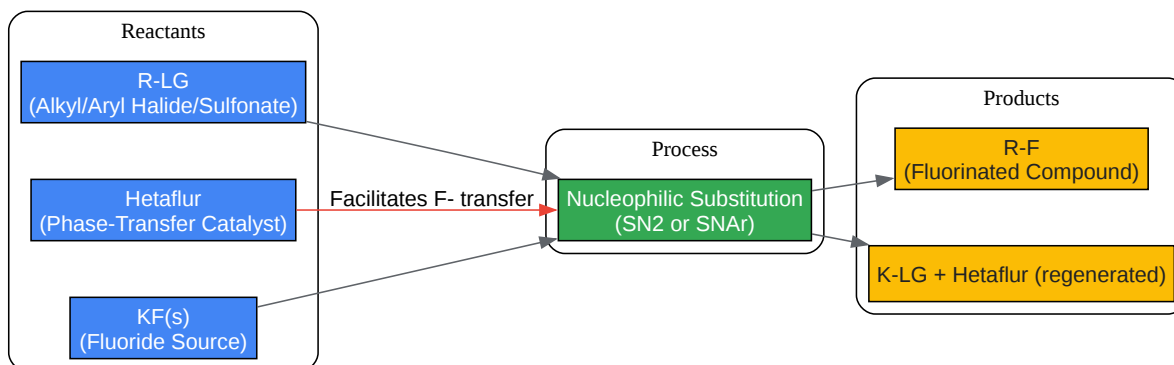 Reactants
R-LG
(Alkyl/Aryl Halide/Sulfonate)
Hetaflur
(Phase-Transfer Catalyst)
KF(s)
(Fluoride Source)
Facilitates F- transfer
Process
Nucleophilic Substitution
(SN2 or SNAr)
Products
R-F
(Fluorinated Compound)
K-LG + Hetaflur (regenerated)